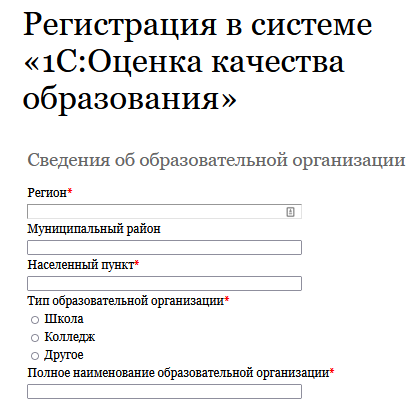 Регистрация в системе
«1С:Оценка качества
образования»
Сведения об образовательной организации
Регион*
Муниципальный район
Населенный пункт*
Тип образовательной организации*
Школа
Колледж
Другое
Полное наименование образовательной организации*